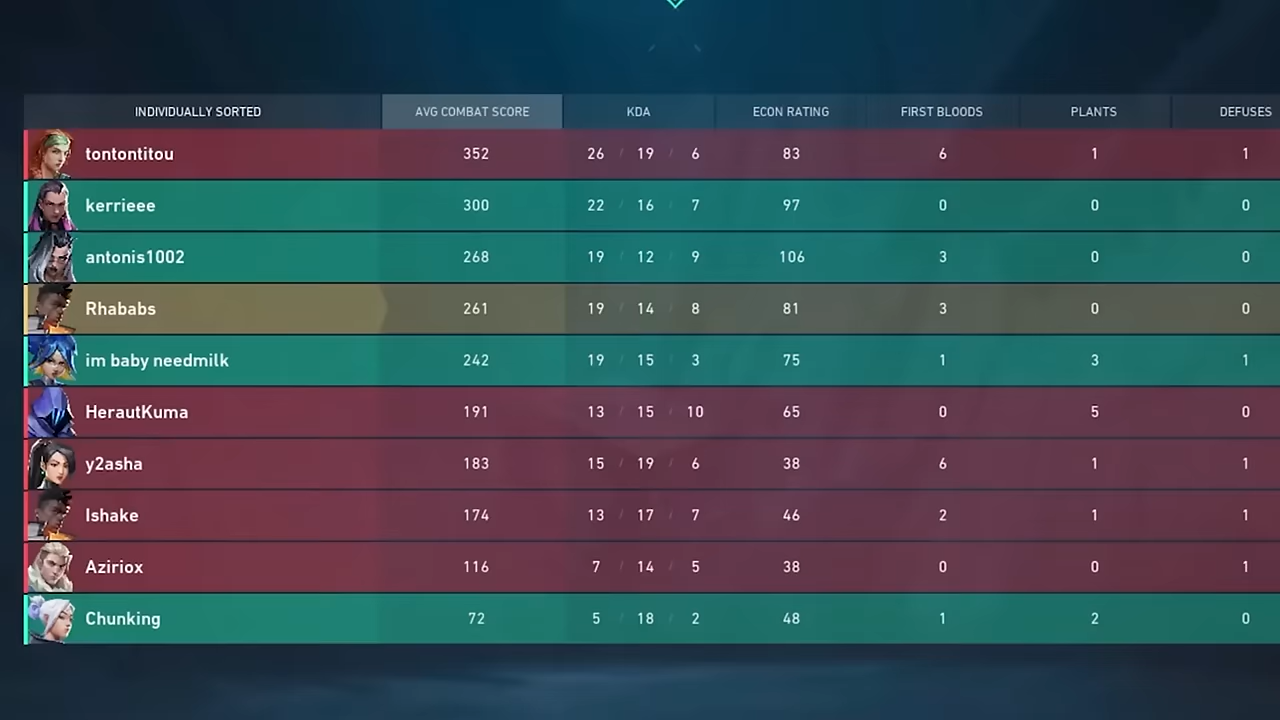 INDIVIDUALLY SORTED AVG COMBAT SCORE KDA ECON RATING FIRST BLOODS PLANTS DEFUSES
tontontitou 352 26 / 19 / 6 83 6 1 1
kerrieee 300 22 / 16 / 7 97 0 0 0
antonis1002 268 19 / 12 / 9 106 3 0 0
Rhababs 261 19 / 14 / 8 81 3 0 0
im baby needmilk 242 19 / 15 / 3 75 1 3 1
HerautKuma 191 13 / 15 / 10 65 0 5 0
y2asha 183 15 / 19 / 6 38 6 1 1
Ishake 174 13 / 17 / 7 46 2 1 1
Aziriox 116 7 / 14 / 5 38 0 0 1
Chunking 72 5 / 18 / 2 48 1 2 0